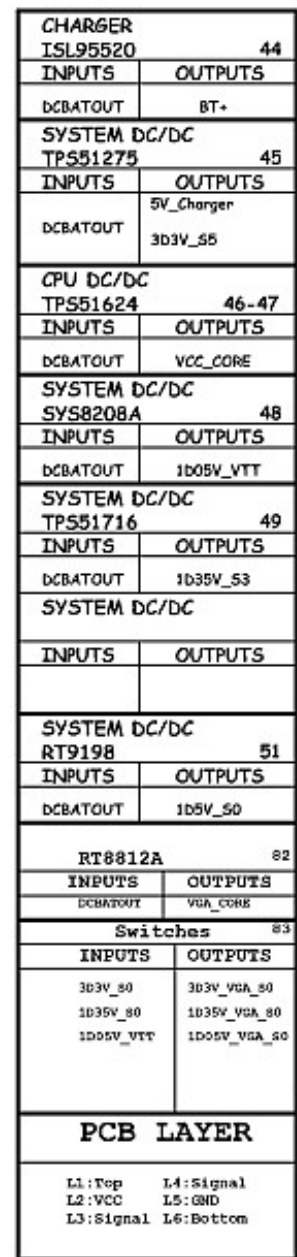 CHARGER
ISL95520 44
INPUTS OUTPUTS
DCBATOUT BT+
SYSTEM DC/DC
TPS51275 45
INPUTS OUTPUTS
5V_Charger
DCBATOUT
3D3V_S5
CPU DC/DC
TPS51624 46-47
INPUTS OUTPUTS
DCBATOUT VCC_CORE
SYSTEM DC/DC
SYS8208A 48
INPUTS OUTPUTS
DCBATOUT 1D05V_VTT
SYSTEM DC/DC
TPS51716 49
INPUTS OUTPUTS
DCBATOUT 1D35V_S3
SYSTEM DC/DC
INPUTS OUTPUTS
SYSTEM DC/DC
RT9198 51
INPUTS OUTPUTS
DCBATOUT 1D5V_S0
RT8812A 82
INPUTS OUTPUTS
DCBATOUT VGA_CORE
Switches 83
INPUTS OUTPUTS
3D3V_S0 3D3V_VGA_S0
1D35V_S0 1D35V_VGA_S0
1D05V_VTT 1D05V_VGA_S0
PCB LAYER
L1:Top L4:Signal
L2:VCC L5:GND
L3:Signal L6:Bottom